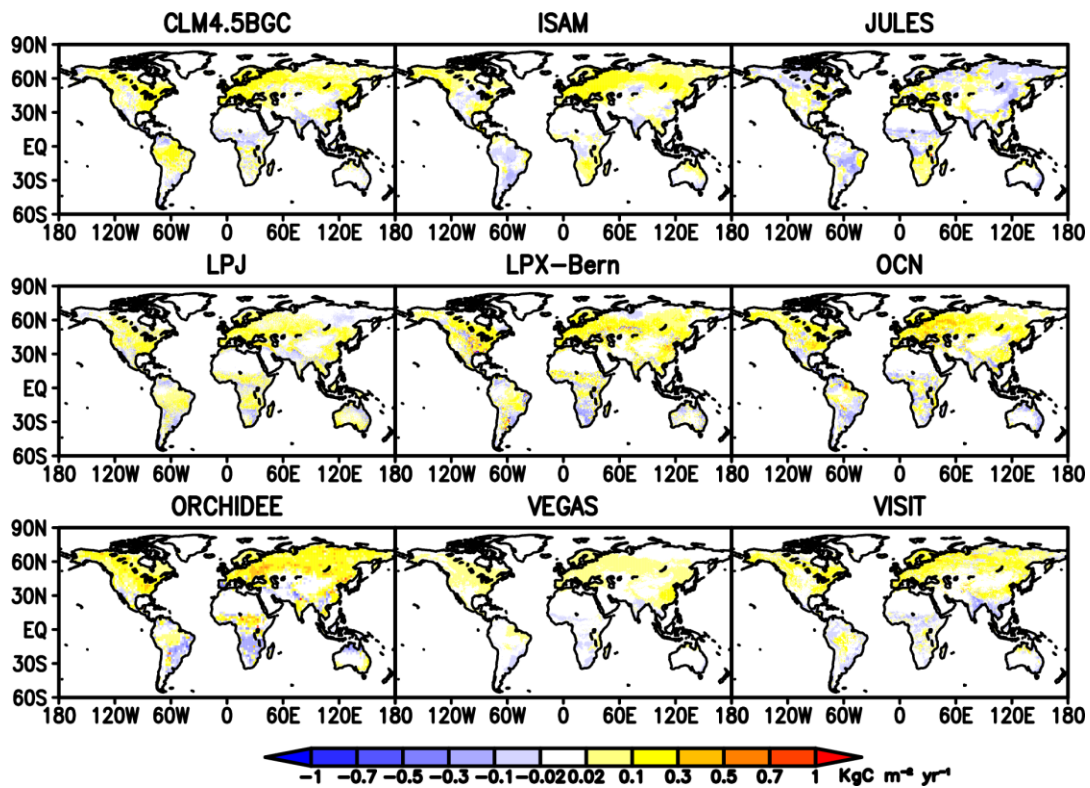 CLM4.5BGC ISAM JULES
90N
60N
30N
EQ
30S
60S
180 120W 60W 0 60E 120E 180 120W 60W 0 60E 120E 180 120W 60W 0 60E 120E 180
LPJ LPX-Bern OCN
90N
60N
30N
EQ
30S
60S
180 120W 60W 0 60E 120E 180 120W 60W 0 60E 120E 180 120W 60W 0 60E 120E 180
ORCHIDEE VEGAS VISIT
90N
60N
30N
EQ
30S
60S
180 120W 60W 0 60E 120E 180 120W 60W 0 60E 120E 180 120W 60W 0 60E 120E 180
-1 -0.7 -0.5 -0.3 -0.1 -0.02 0.02 0.1 0.3 0.5 0.7 1 KgC m⁻² yr⁻¹